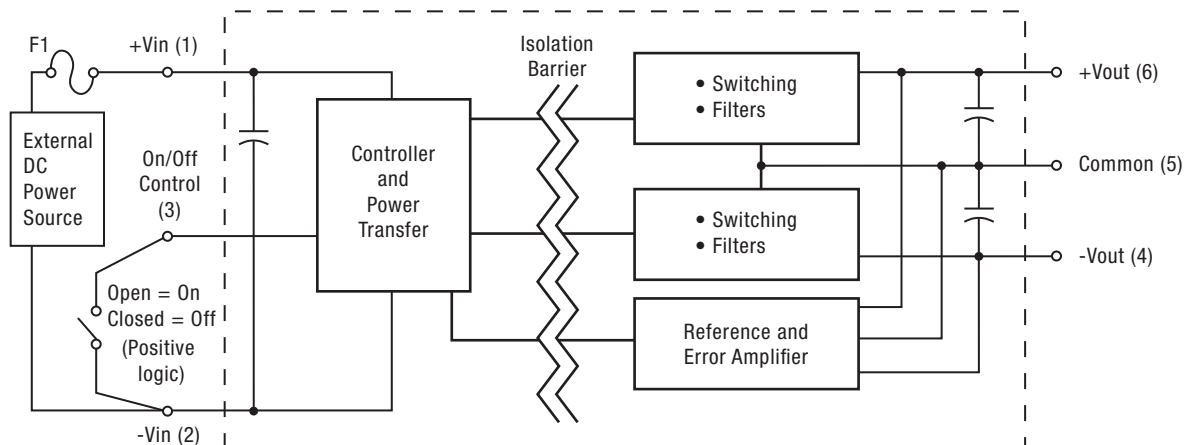 F1
+Vin (1)
External
DC
Power
Source
On/Off
Control
(3)
Open = On
Closed = Off
(Positive
logic)
-Vin (2)
Controller
and
Power
Transfer
Isolation
Barrier
• Switching
• Filters
• Switching
• Filters
Reference and
Error Amplifier
+Vout (6)
Common (5)
-Vout (4)